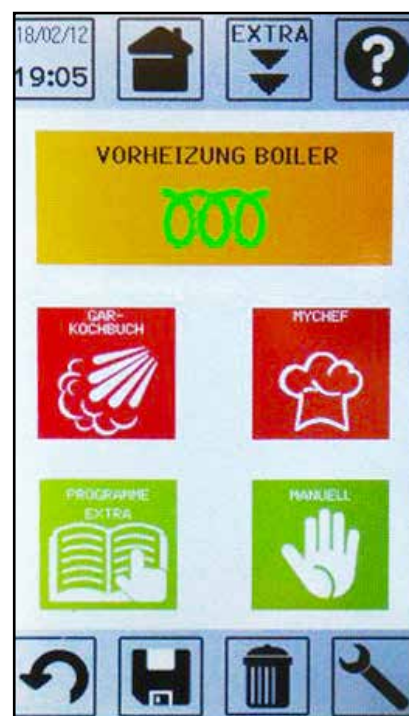 18/02/12
EXTRA
19:05
?
VORHEIZUNG BOILER
GAR-
KOCHBUCH
MYCHEF
PROGRAMME
EXTRA
MANUELL